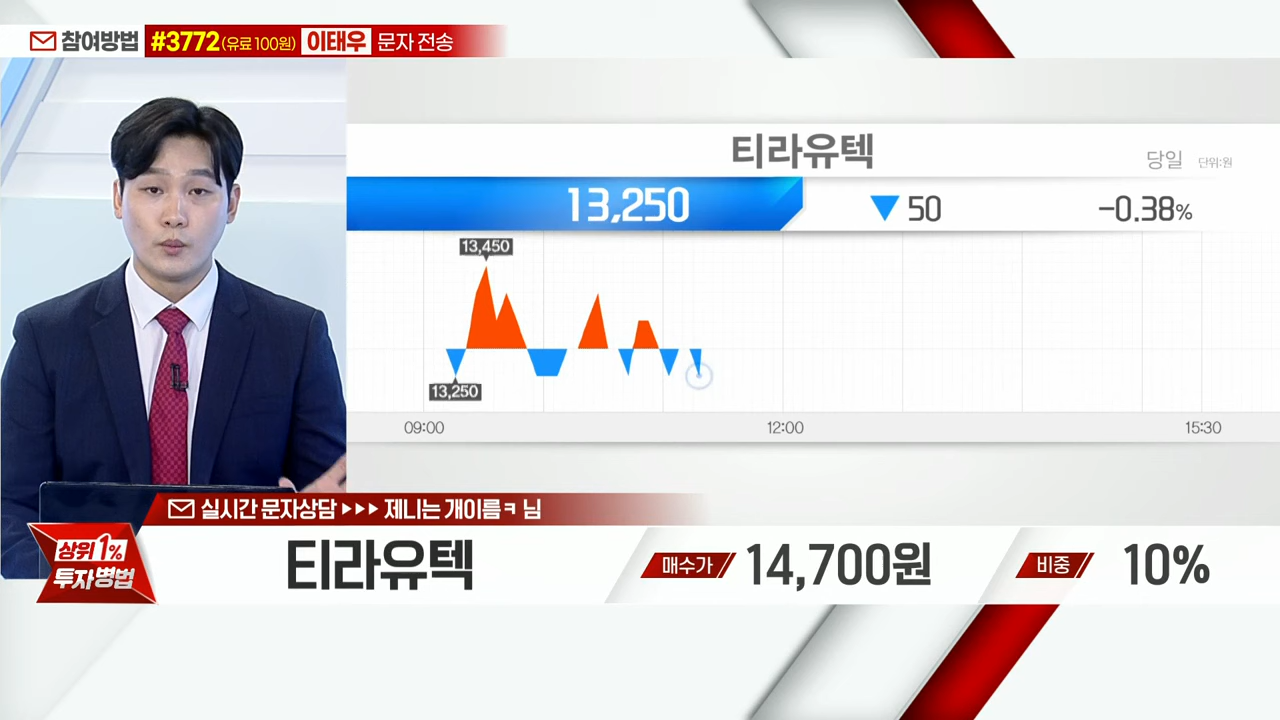 참여방법 #3772(유료 100원) 이태우 문자 전송
티라유텍
당일 단위:원
13,250 ▼ 50 -0.38%
13,450
13,250
09:00 12:00 15:30
실시간 문자상담 ▶▶▶ 제니는 개이름ㅋ 님
상위 1%
투자병법
티라유텍 매수가 14,700원 비중 10%